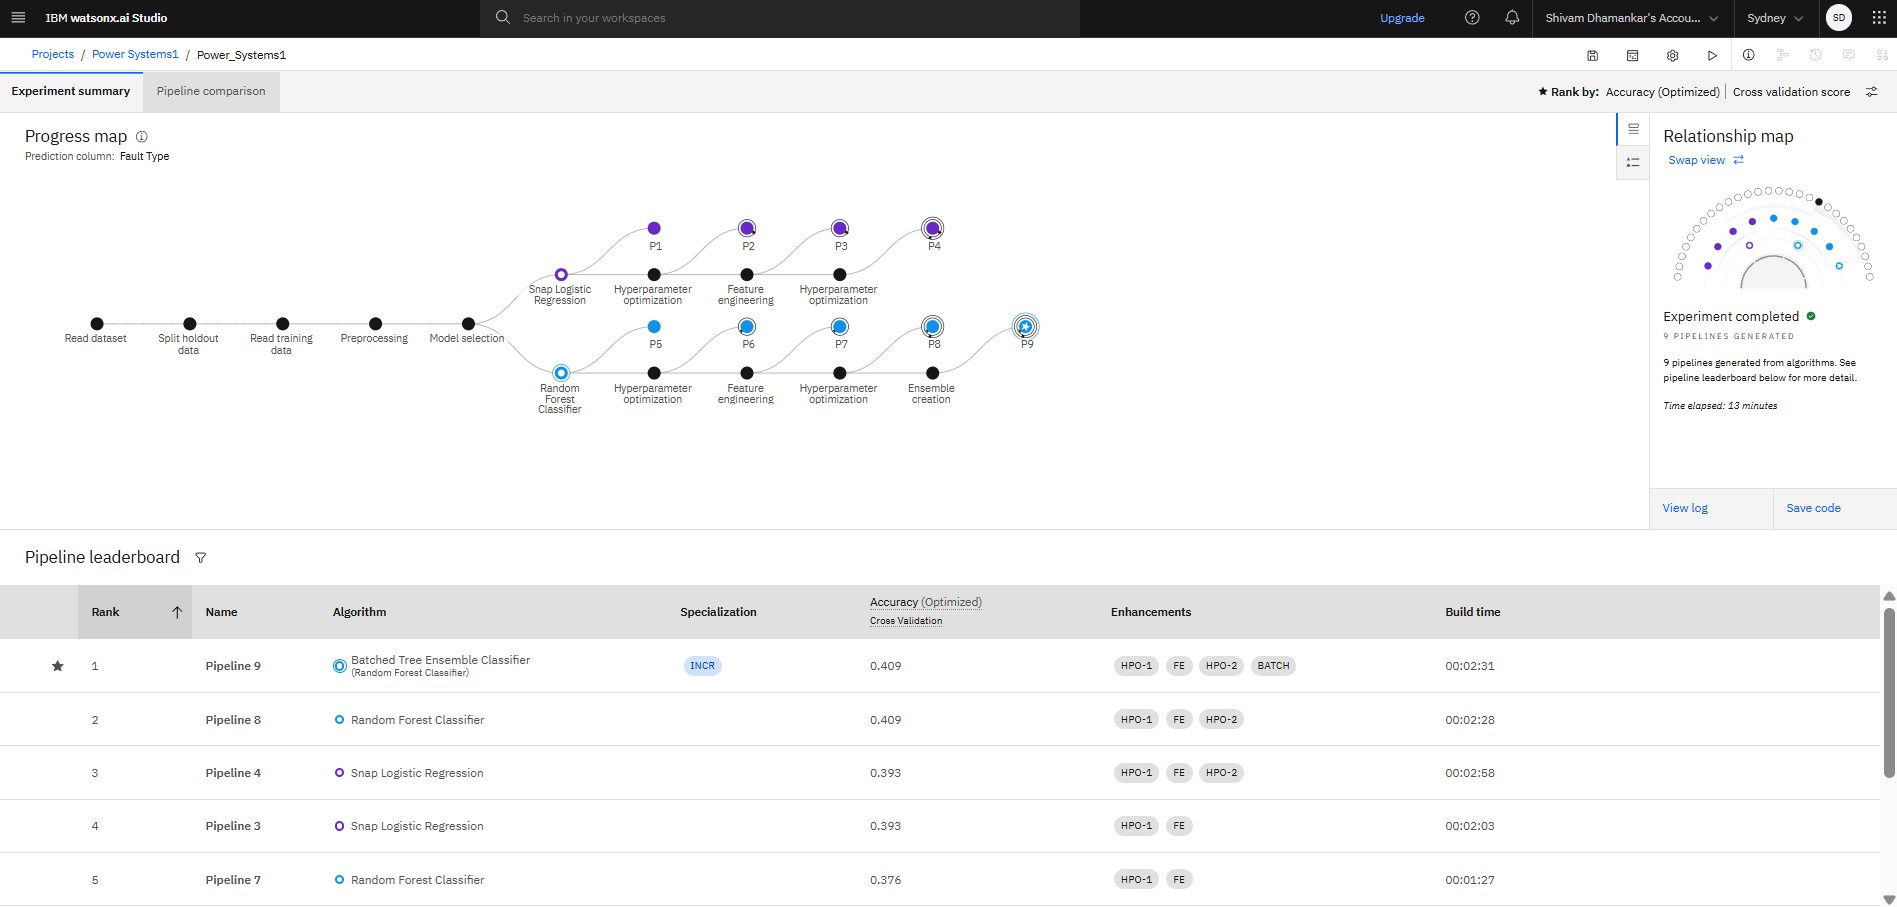 IBM watsonx.ai Studio
Search in your workspaces
Upgrade
Shivam Dhamankar's Accou...
Sydney
SD
Projects / Power Systems1 / Power_Systems1
Experiment summary
Pipeline comparison
Rank by: Accuracy (Optimized) | Cross validation score
Progress map
Prediction column: Fault Type
P1
P2
P3
P4
Snap Logistic
Regression
Hyperparameter
optimization
Feature
engineering
Hyperparameter
optimization
Read dataset
Split holdout
data
Read training
data
Preprocessing
Model selection
P5
P6
P7
P8
P9
Random
Forest
Classifier
Hyperparameter
optimization
Feature
engineering
Hyperparameter
optimization
Ensemble
creation
Relationship map
Swap view
Experiment completed
9 PIPELINES GENERATED
9 pipelines generated from algorithms. See
pipeline leaderboard below for more detail.
Time elapsed: 13 minutes
View log
Save code
Pipeline leaderboard
Rank Name Algorithm Specialization Accuracy (Optimized) Enhancements Build time
Cross Validation
1 Pipeline 9 Batched Tree Ensemble Classifier INCR 0.409 HPO-1 FE HPO-2 BATCH 00:02:31
(Random Forest Classifier)
2 Pipeline 8 Random Forest Classifier 0.409 HPO-1 FE HPO-2 00:02:28
3 Pipeline 4 Snap Logistic Regression 0.393 HPO-1 FE HPO-2 00:02:58
4 Pipeline 3 Snap Logistic Regression 0.393 HPO-1 FE 00:02:03
5 Pipeline 7 Random Forest Classifier 0.376 HPO-1 FE 00:01:27